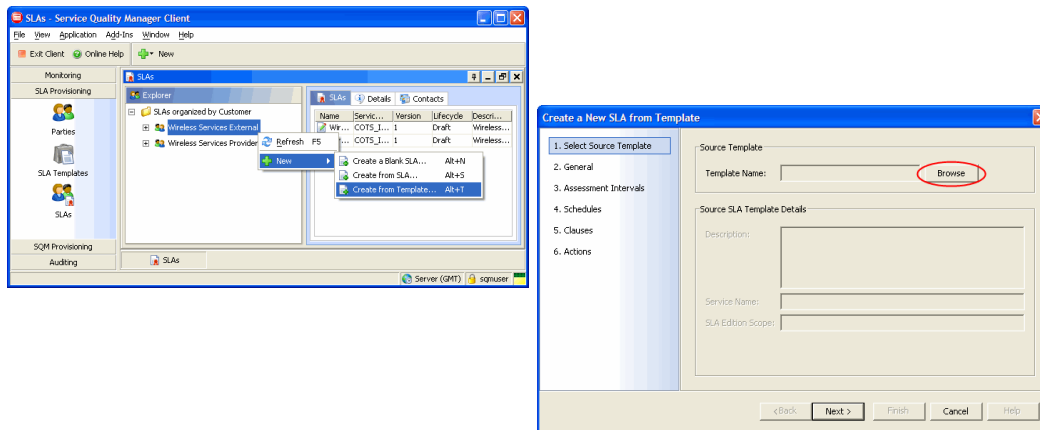 SLAs - Service Quality Manager Client
File View Application Add-Ins Window Help
Exit Client Online Help New
Monitoring
SLA Provisioning
Parties
SLA Templates
SLAs
SQM Provisioning
Auditing
SLAs
Explorer
SLAs organized by Customer
Wireless Services External
Wireless Services Provider
Refresh F5
New
Create a Blank SLA... Alt+N
Create from SLA... Alt+S
Create from Template... Alt+T
SLAs Details Contacts
Name Servic... Version Lifecycle Descri...
Wir... COTS_I... 1 Draft Wireless...
COTS_I... 1 Draft Wireless...
SLAs
Server (GMT) sqmuser
Create a New SLA from Template
1. Select Source Template
2. General
3. Assessment Intervals
4. Schedules
5. Clauses
6. Actions
Source Template
Template Name: Browse
Source SLA Template Details
Description:
Service Name:
SLA Edition Scope:
<Back Next > Finish Cancel Help